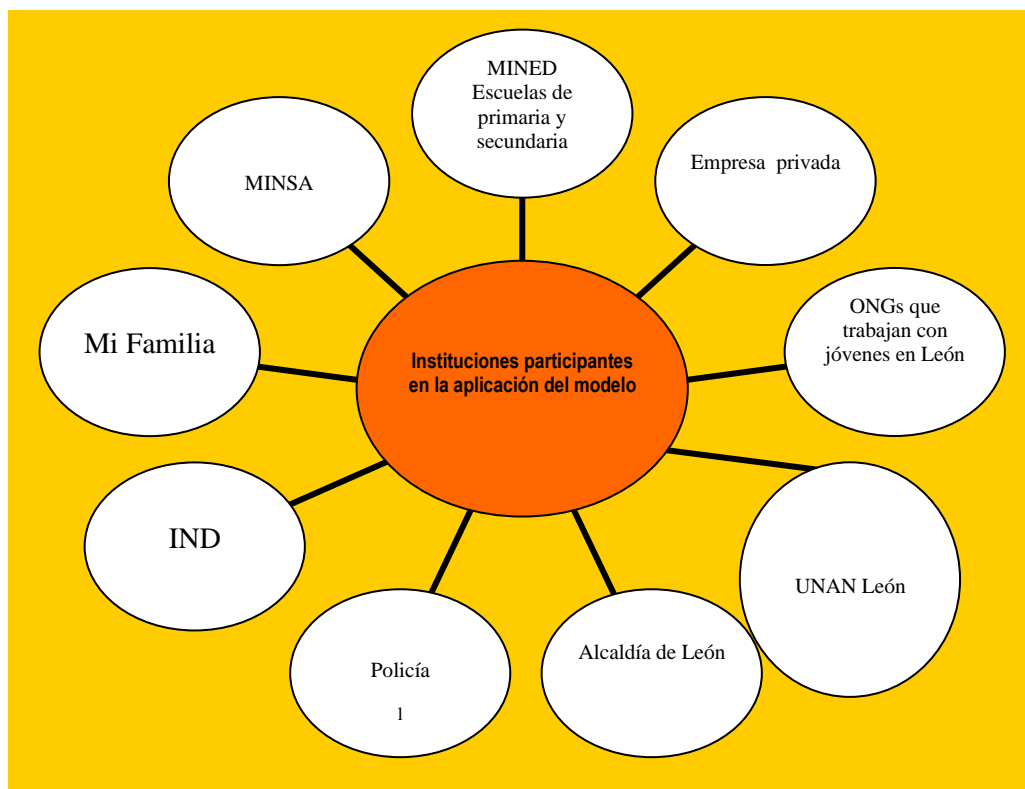 MINED
Escuelas de
primaria y
secundaria
Empresa privada
MINSA
ONGs que
trabajan con
jóvenes en León
Mi Familia
Instituciones participantes
en la aplicación del modelo
IND
UNAN León
Alcaldía de León
Policía
l